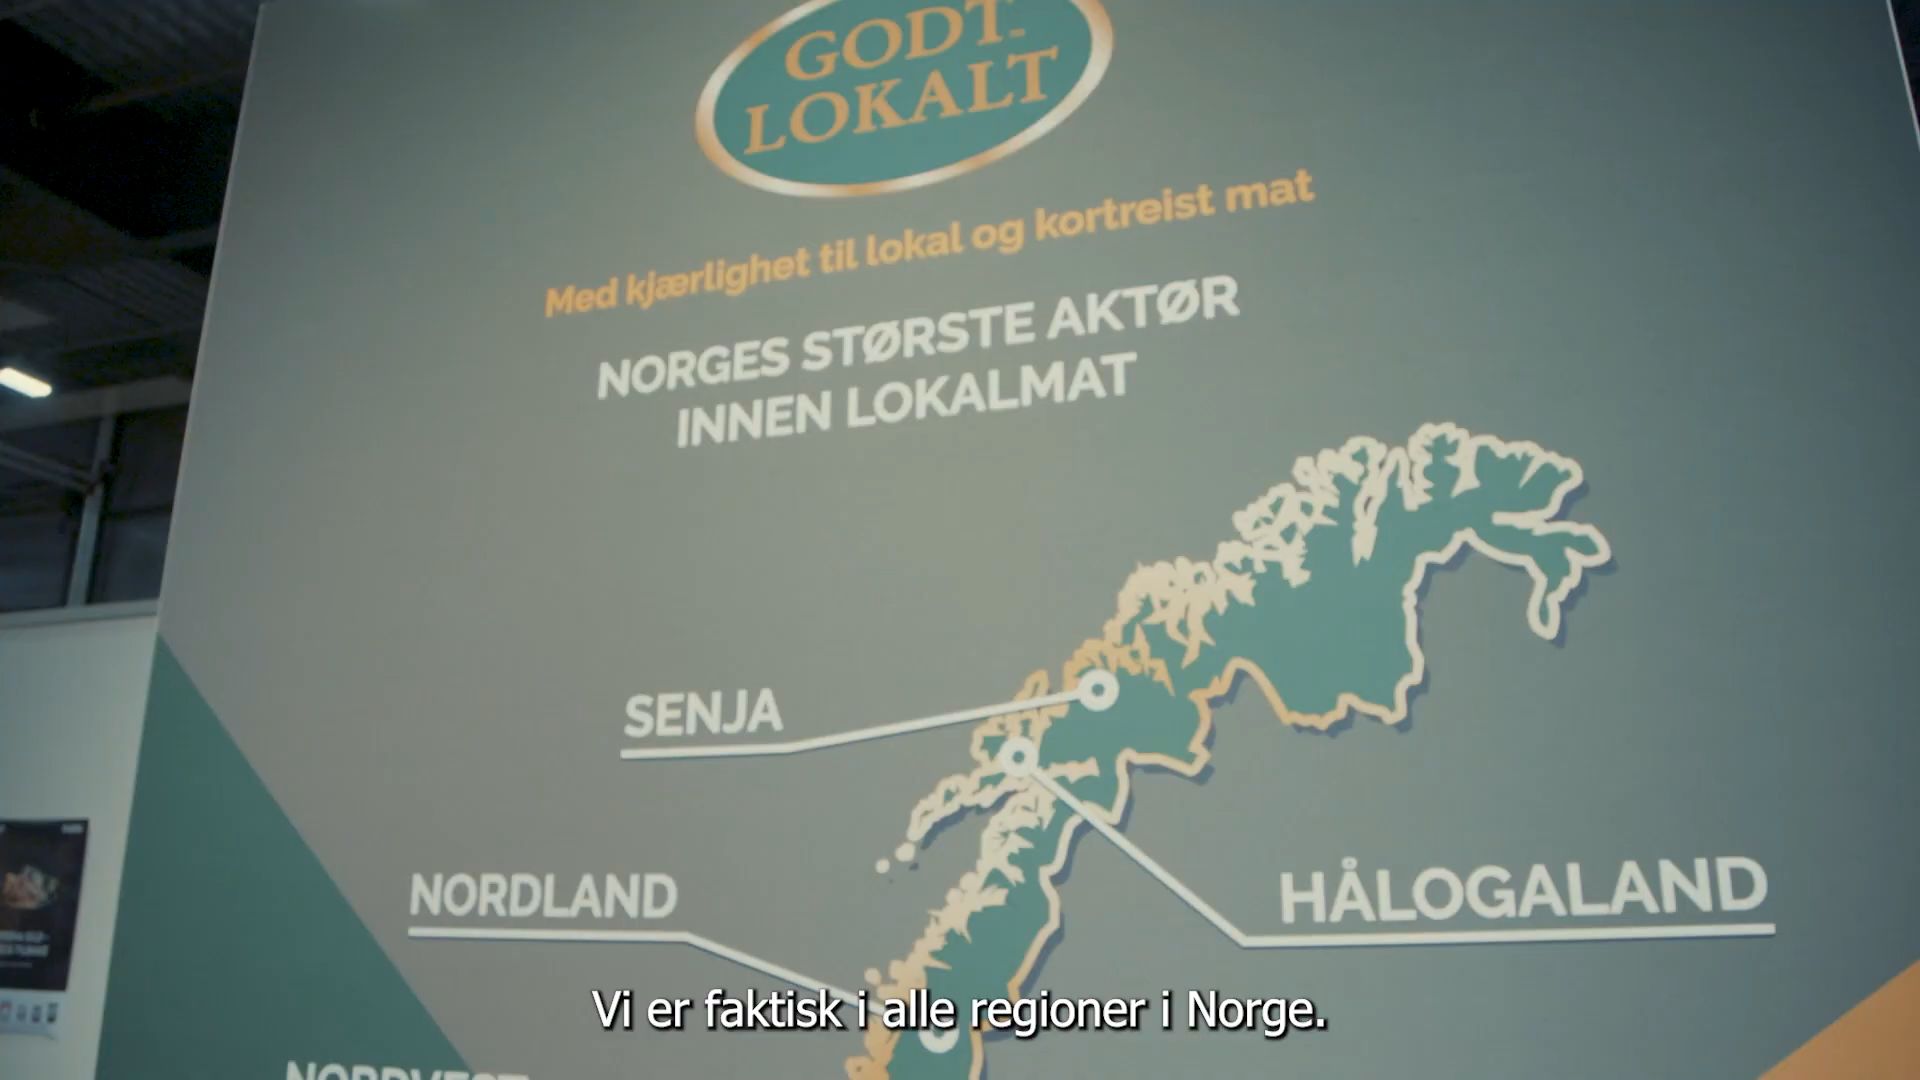 GODT-
LOKALT
Med kjærlighet til lokal og kortreist mat
NORGES STØRSTE AKTØR
INNEN LOKALMAT
SENJA
HÅLOGALAND
NORDLAND
Vi er faktisk i alle regioner i Norge.
NORDVEST